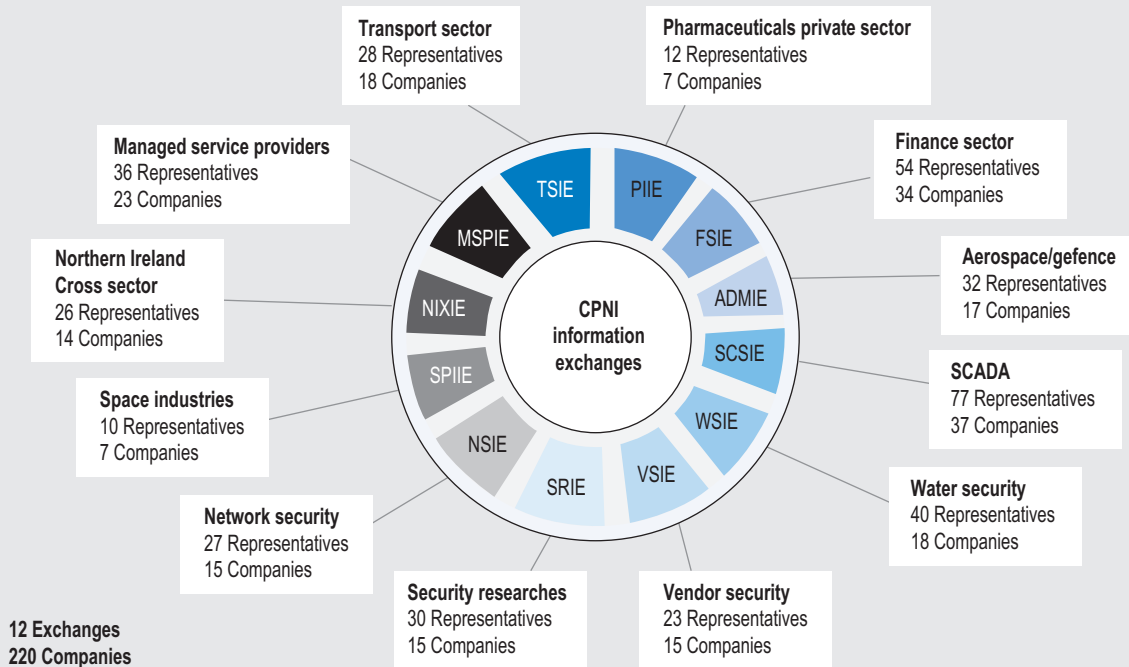 Transport sector
28 Representatives
18 Companies
Pharmaceuticals private sector
12 Representatives
7 Companies
Managed service providers
36 Representatives
23 Companies
Finance sector
54 Representatives
34 Companies
Northern Ireland
Cross sector
26 Representatives
14 Companies
Aerospace/gefence
32 Representatives
17 Companies
Space industries
10 Representatives
7 Companies
SCADA
77 Representatives
37 Companies
Network security
27 Representatives
15 Companies
Water security
40 Representatives
18 Companies
Security researches
30 Representatives
15 Companies
Vendor security
23 Representatives
15 Companies
TSIE
PIIE
FSIE
ADMIE
SCSIE
WSIE
VSIE
SRIE
NSIE
SPIIE
NIXIE
MSPIE
CPNI
information
exchanges
12 Exchanges
220 Companies